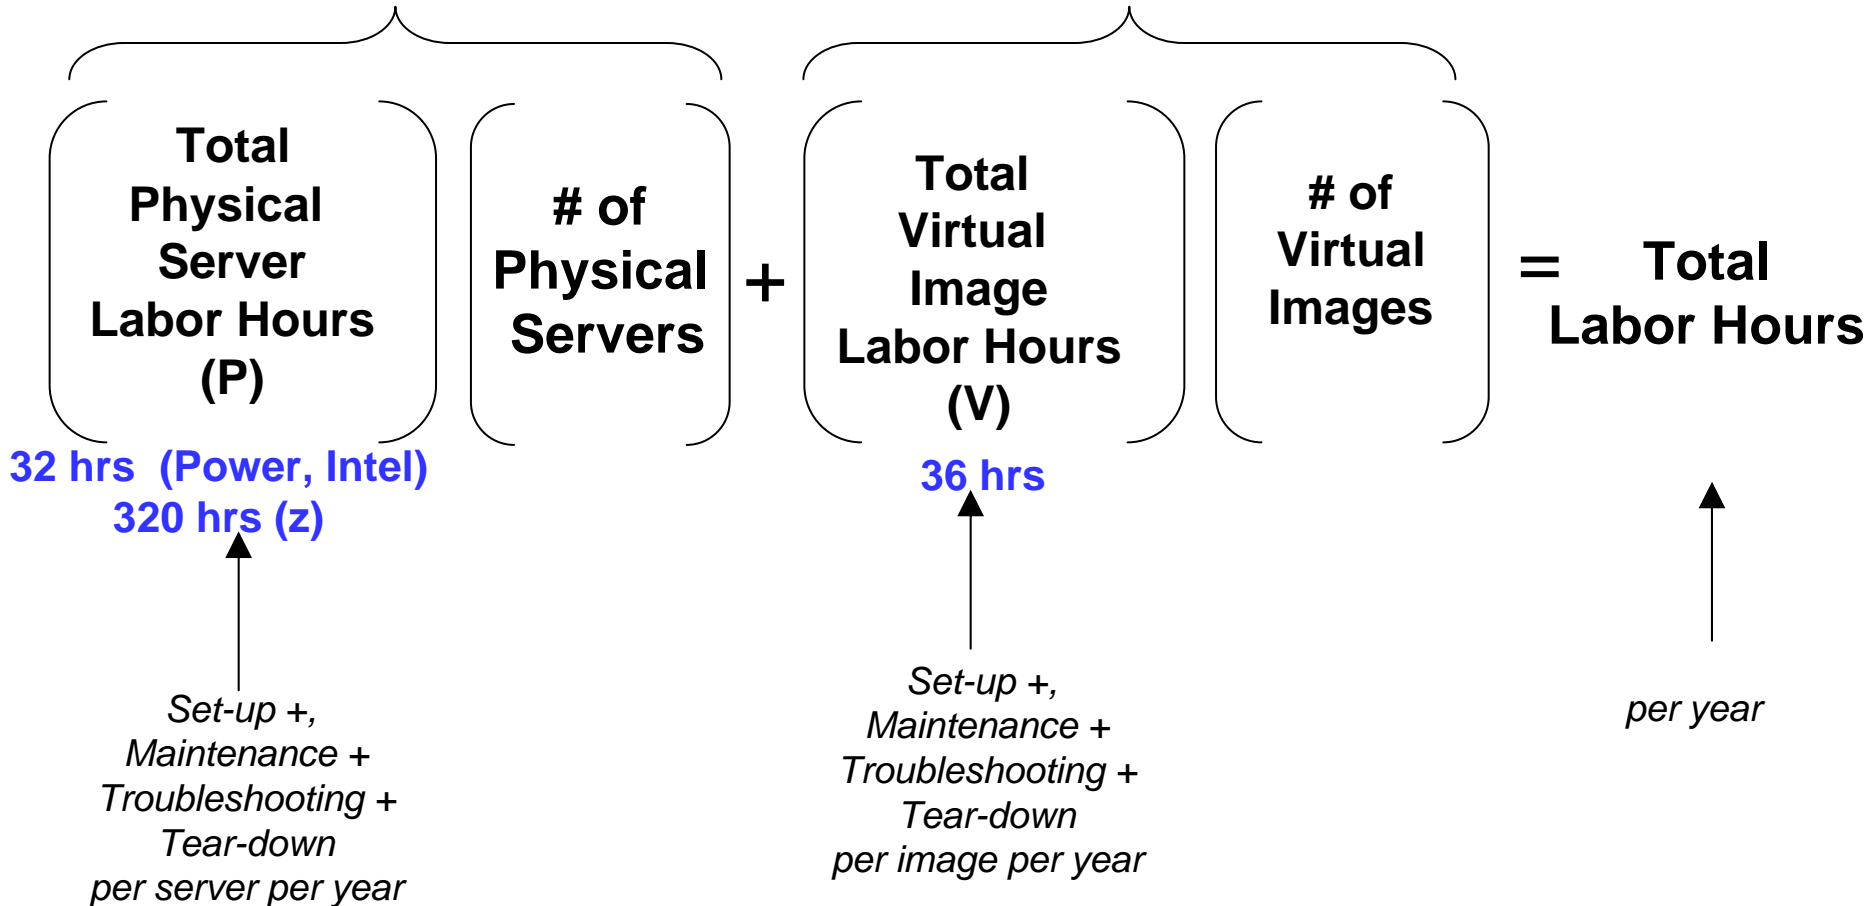 Total
Physical
Server
Labor Hours
(P)
# of
Physical
Servers
+
Total
Virtual
Image
Labor Hours
(V)
# of
Virtual
Images
=
Total
Labor Hours
32 hrs (Power, Intel)
320 hrs (z)
36 hrs
Set-up +,
Maintenance +
Troubleshooting +
Tear-down
per server per year
Set-up +,
Maintenance +
Troubleshooting +
Tear-down
per image per year
per year